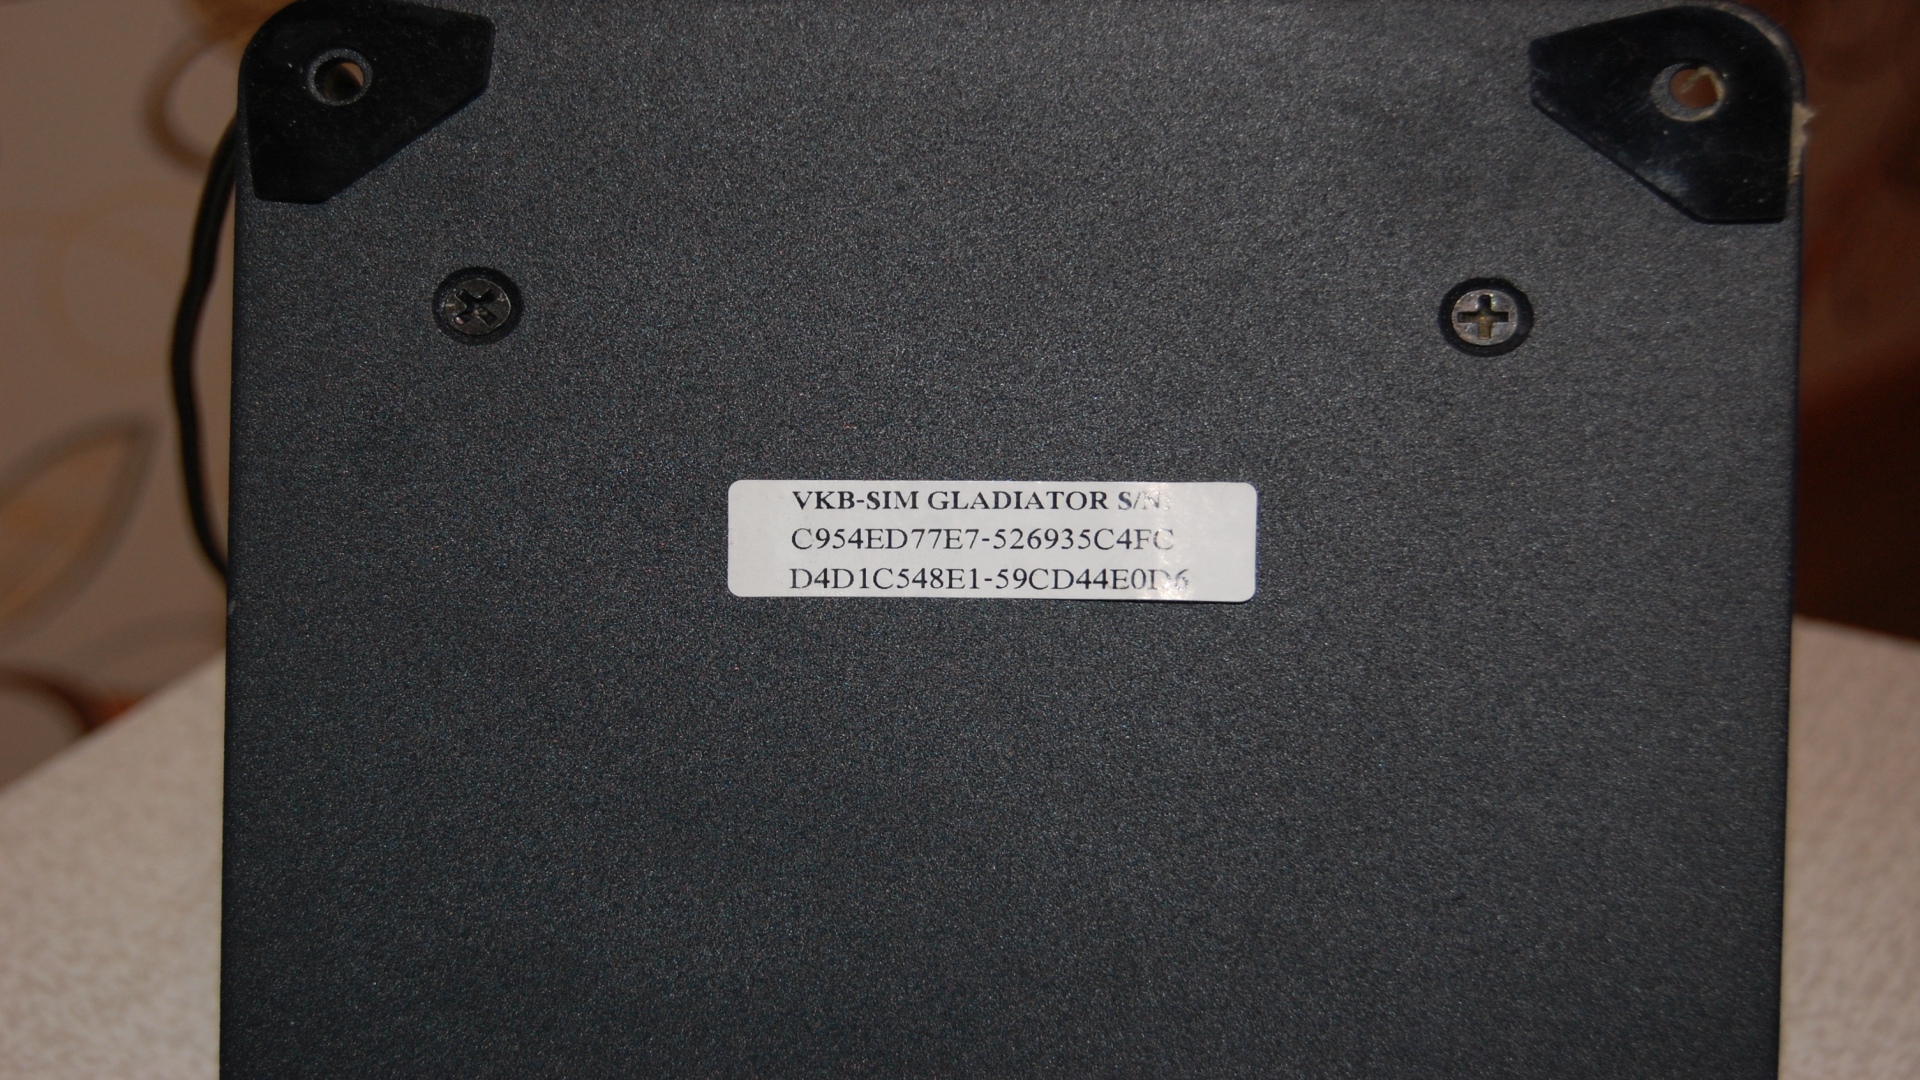 VKB-SIM GLADIATOR S/N:
C954ED77E7-526935C4FC
D4D1C548E1-59CD44E0D6